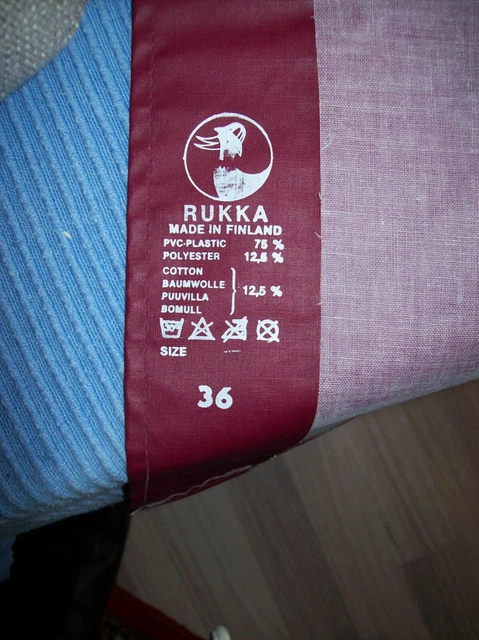 RUKKA
MADE IN FINLAND
PVC-PLASTIC 75 %
POLYESTER 12,5 %
COTTON
BAUMWOLLE
PUUVILLA
BOMULL
12,5 %
SIZE
36